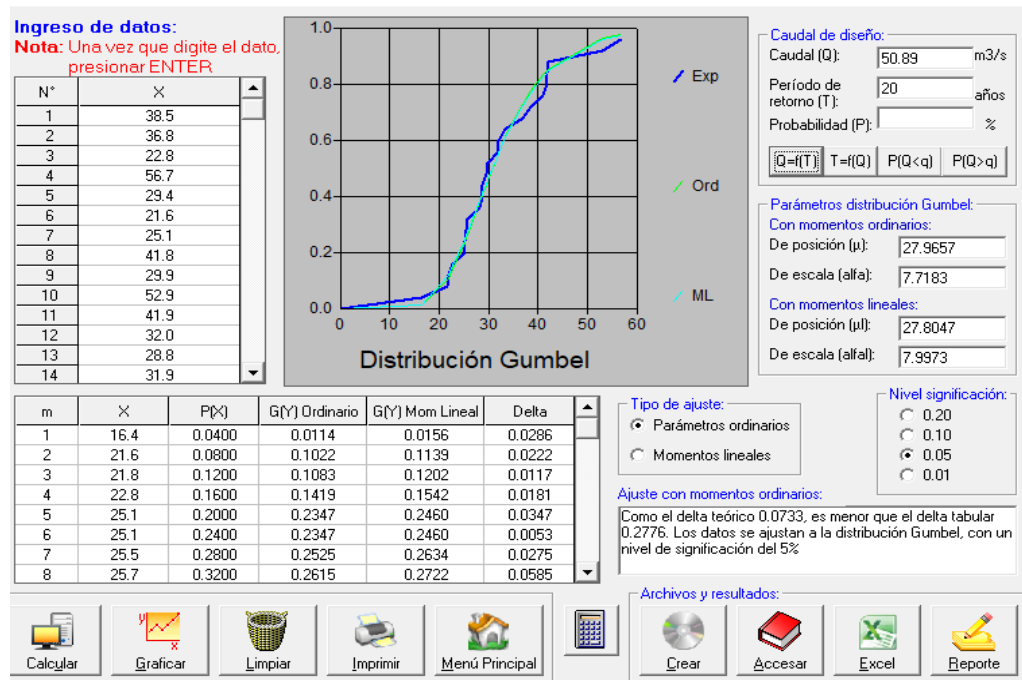 Ingreso de datos:
Nota: Una vez que digite el dato,
presionar ENTER
N° X
1 38.5
2 36.8
3 22.8
4 56.7
5 29.4
6 21.6
7 25.1
8 41.8
9 29.9
10 52.9
11 41.9
12 32.0
13 28.8
14 31.9
1.0
0.8
0.6
0.4
0.2
0.0
0 10 20 30 40 50 60
Exp
Ord
ML
Distribución Gumbel
Caudal de diseño:
Caudal (Q): 50.89 m3/s
Período de
retorno (T): 20 años
Probabilidad (P): %
Q=f(T) T=f(Q) P(Q<q) P(Q>q)
Parámetros distribución Gumbel:
Con momentos ordinarios:
De posición (µ): 27.9657
De escala (alfa): 7.7183
Con momentos lineales:
De posición (µl): 27.8047
De escala (alfal): 7.9973
m X P(X) G(Y) Ordinario G(Y) Mom Lineal Delta
1 16.4 0.0400 0.0114 0.0156 0.0286
2 21.6 0.0800 0.1022 0.1139 0.0222
3 21.8 0.1200 0.1083 0.1202 0.0117
4 22.8 0.1600 0.1419 0.1542 0.0181
5 25.1 0.2000 0.2347 0.2460 0.0347
6 25.1 0.2400 0.2347 0.2460 0.0053
7 25.5 0.2800 0.2525 0.2634 0.0275
8 25.7 0.3200 0.2615 0.2722 0.0585
Tipo de ajuste:
Parámetros ordinarios
Momentos lineales
Nivel significación:
0.20
0.10
0.05
0.01
Ajuste con momentos ordinarios:
Como el delta teórico 0.0733, es menor que el delta tabular
0.2776. Los datos se ajustan a la distribución Gumbel, con un
nivel de significación del 5%
Calcular Graficar Limpiar Imprimir Menú Principal
Archivos y resultados:
Crear Accesar Excel Reporte